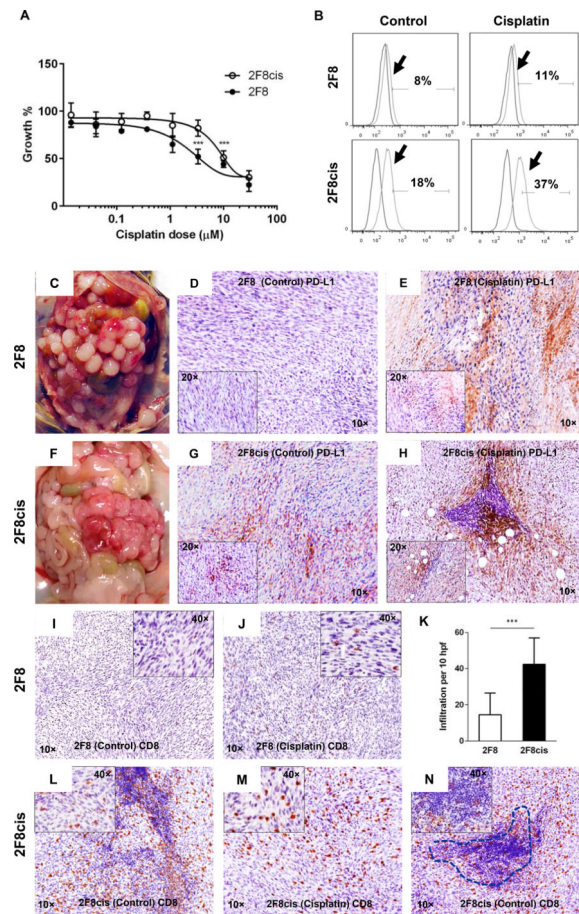 A
150
100
50
0
Growth %
0.1
1
10
100
Cisplatin dose (μM)
2F8cis
2F8
***
***
B
Control
Cisplatin
2F8
8%
11%
2F8cis
18%
37%
2F8
C
D
2F8 (Control) PD-L1
20×
10×
E
2F8 (Cisplatin) PD-L1
20×
10×
2F8cis
F
G
2F8cis (Control) PD-L1
20×
10×
H
2F8cis (Cisplatin) PD-L1
20×
10×
2F8
I
40×
10×
2F8 (Control) CD8
J
40×
10×
2F8 (Cisplatin) CD8
K
Infiltration per 10 hpf
60
40
20
0
***
2F8
2F8cis
2F8cis
L
40×
10×
2F8cis (Control) CD8
M
40×
10×
2F8cis (Cisplatin) CD8
N
40×
10×
2F8cis (Control) CD8